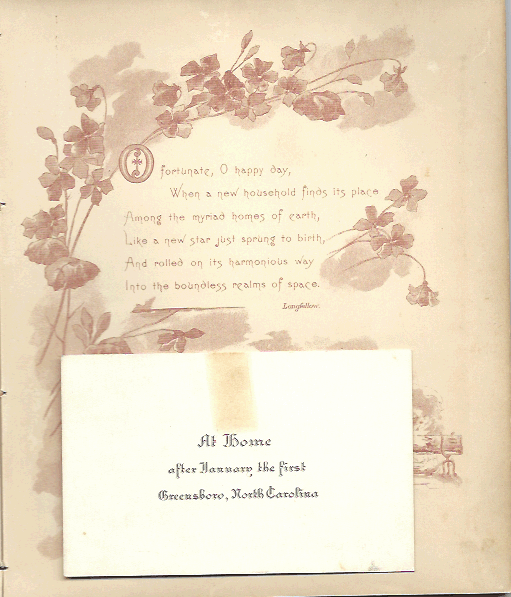 O fortunate, O happy day,
When a new household finds its place
Among the myriad homes of earth,
Like a new star just sprung to birth,
And rolled on its harmonious way
Into the boundless realms of space.
Longfellow.
At Home
after January the first
Greensboro, North Carolina